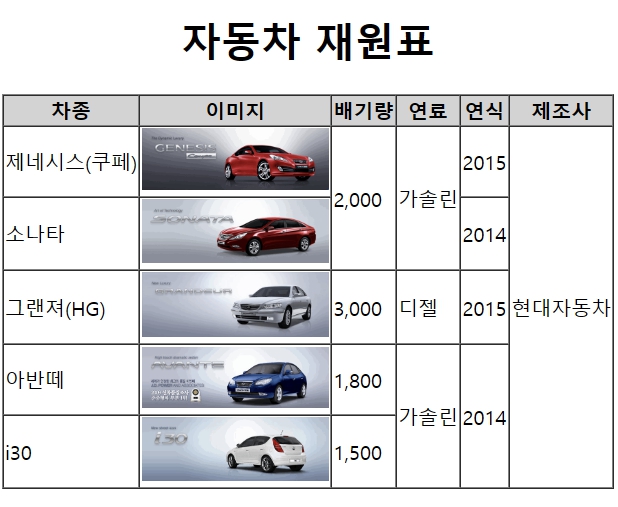 자동차 재원표
차종 이미지 배기량 연료 연식 제조사
제네시스(쿠페) GENESIS Coupe 2,000 가솔린 2015 현대자동차
소나타 SONATA 2014
그랜져(HG) GRANDEUR 3,000 디젤 2015
아반떼 AVANTE 1,800 가솔린 2014
i30 i30 1,500